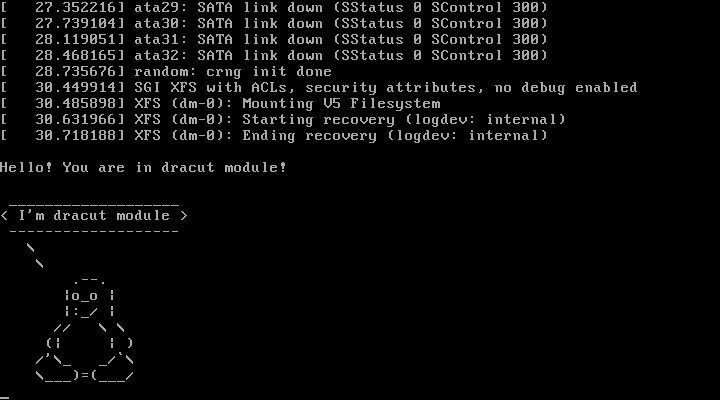 [   27.352216] ata29: SATA link down (SStatus 0 SControl 300)
[   27.739104] ata30: SATA link down (SStatus 0 SControl 300)
[   28.119051] ata31: SATA link down (SStatus 0 SControl 300)
[   28.468165] ata32: SATA link down (SStatus 0 SControl 300)
[   28.735676] random: crng init done
[   30.449914] SGI XFS with ACLs, security attributes, no debug enabled
[   30.485898] XFS (dm-0): Mounting V5 Filesystem
[   30.631966] XFS (dm-0): Starting recovery (logdev: internal)
[   30.718188] XFS (dm-0): Ending recovery (logdev: internal)
Hello! You are in dracut module!
 ___________________
< I'm dracut module >
 -------------------
   \
    \
        .--.
       |o_o |
       |:_/ |
      //   \ \
     (|     | )
    /'\_   _/`\
    \___)=(___/